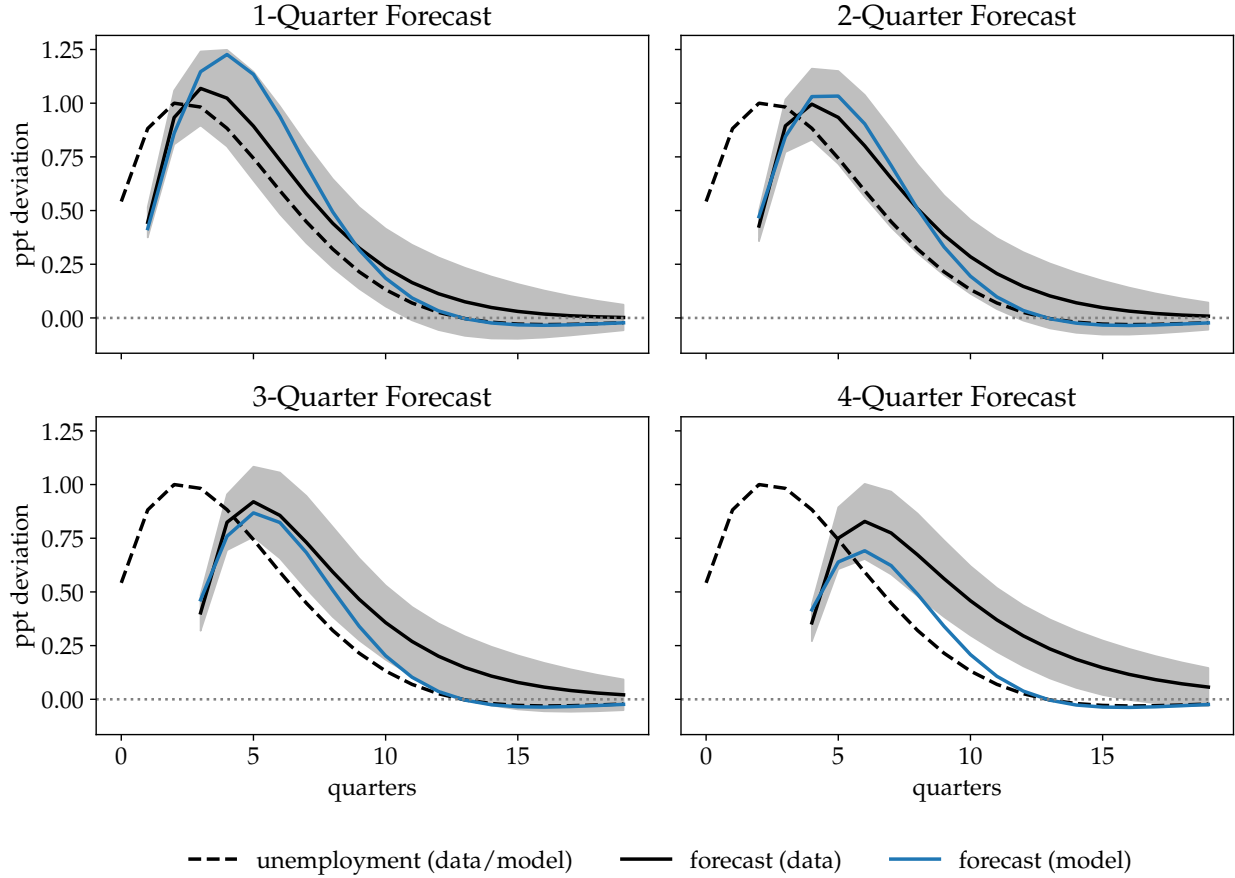 1-Quarter Forecast
2-Quarter Forecast
1.25
1.00
0.75
0.50
0.25
0.00
ppt deviation
3-Quarter Forecast
4-Quarter Forecast
1.25
1.00
0.75
0.50
0.25
0.00
ppt deviation
0 5 10 15
0 5 10 15
quarters
quarters
unemployment (data/model) forecast (data) forecast (model)